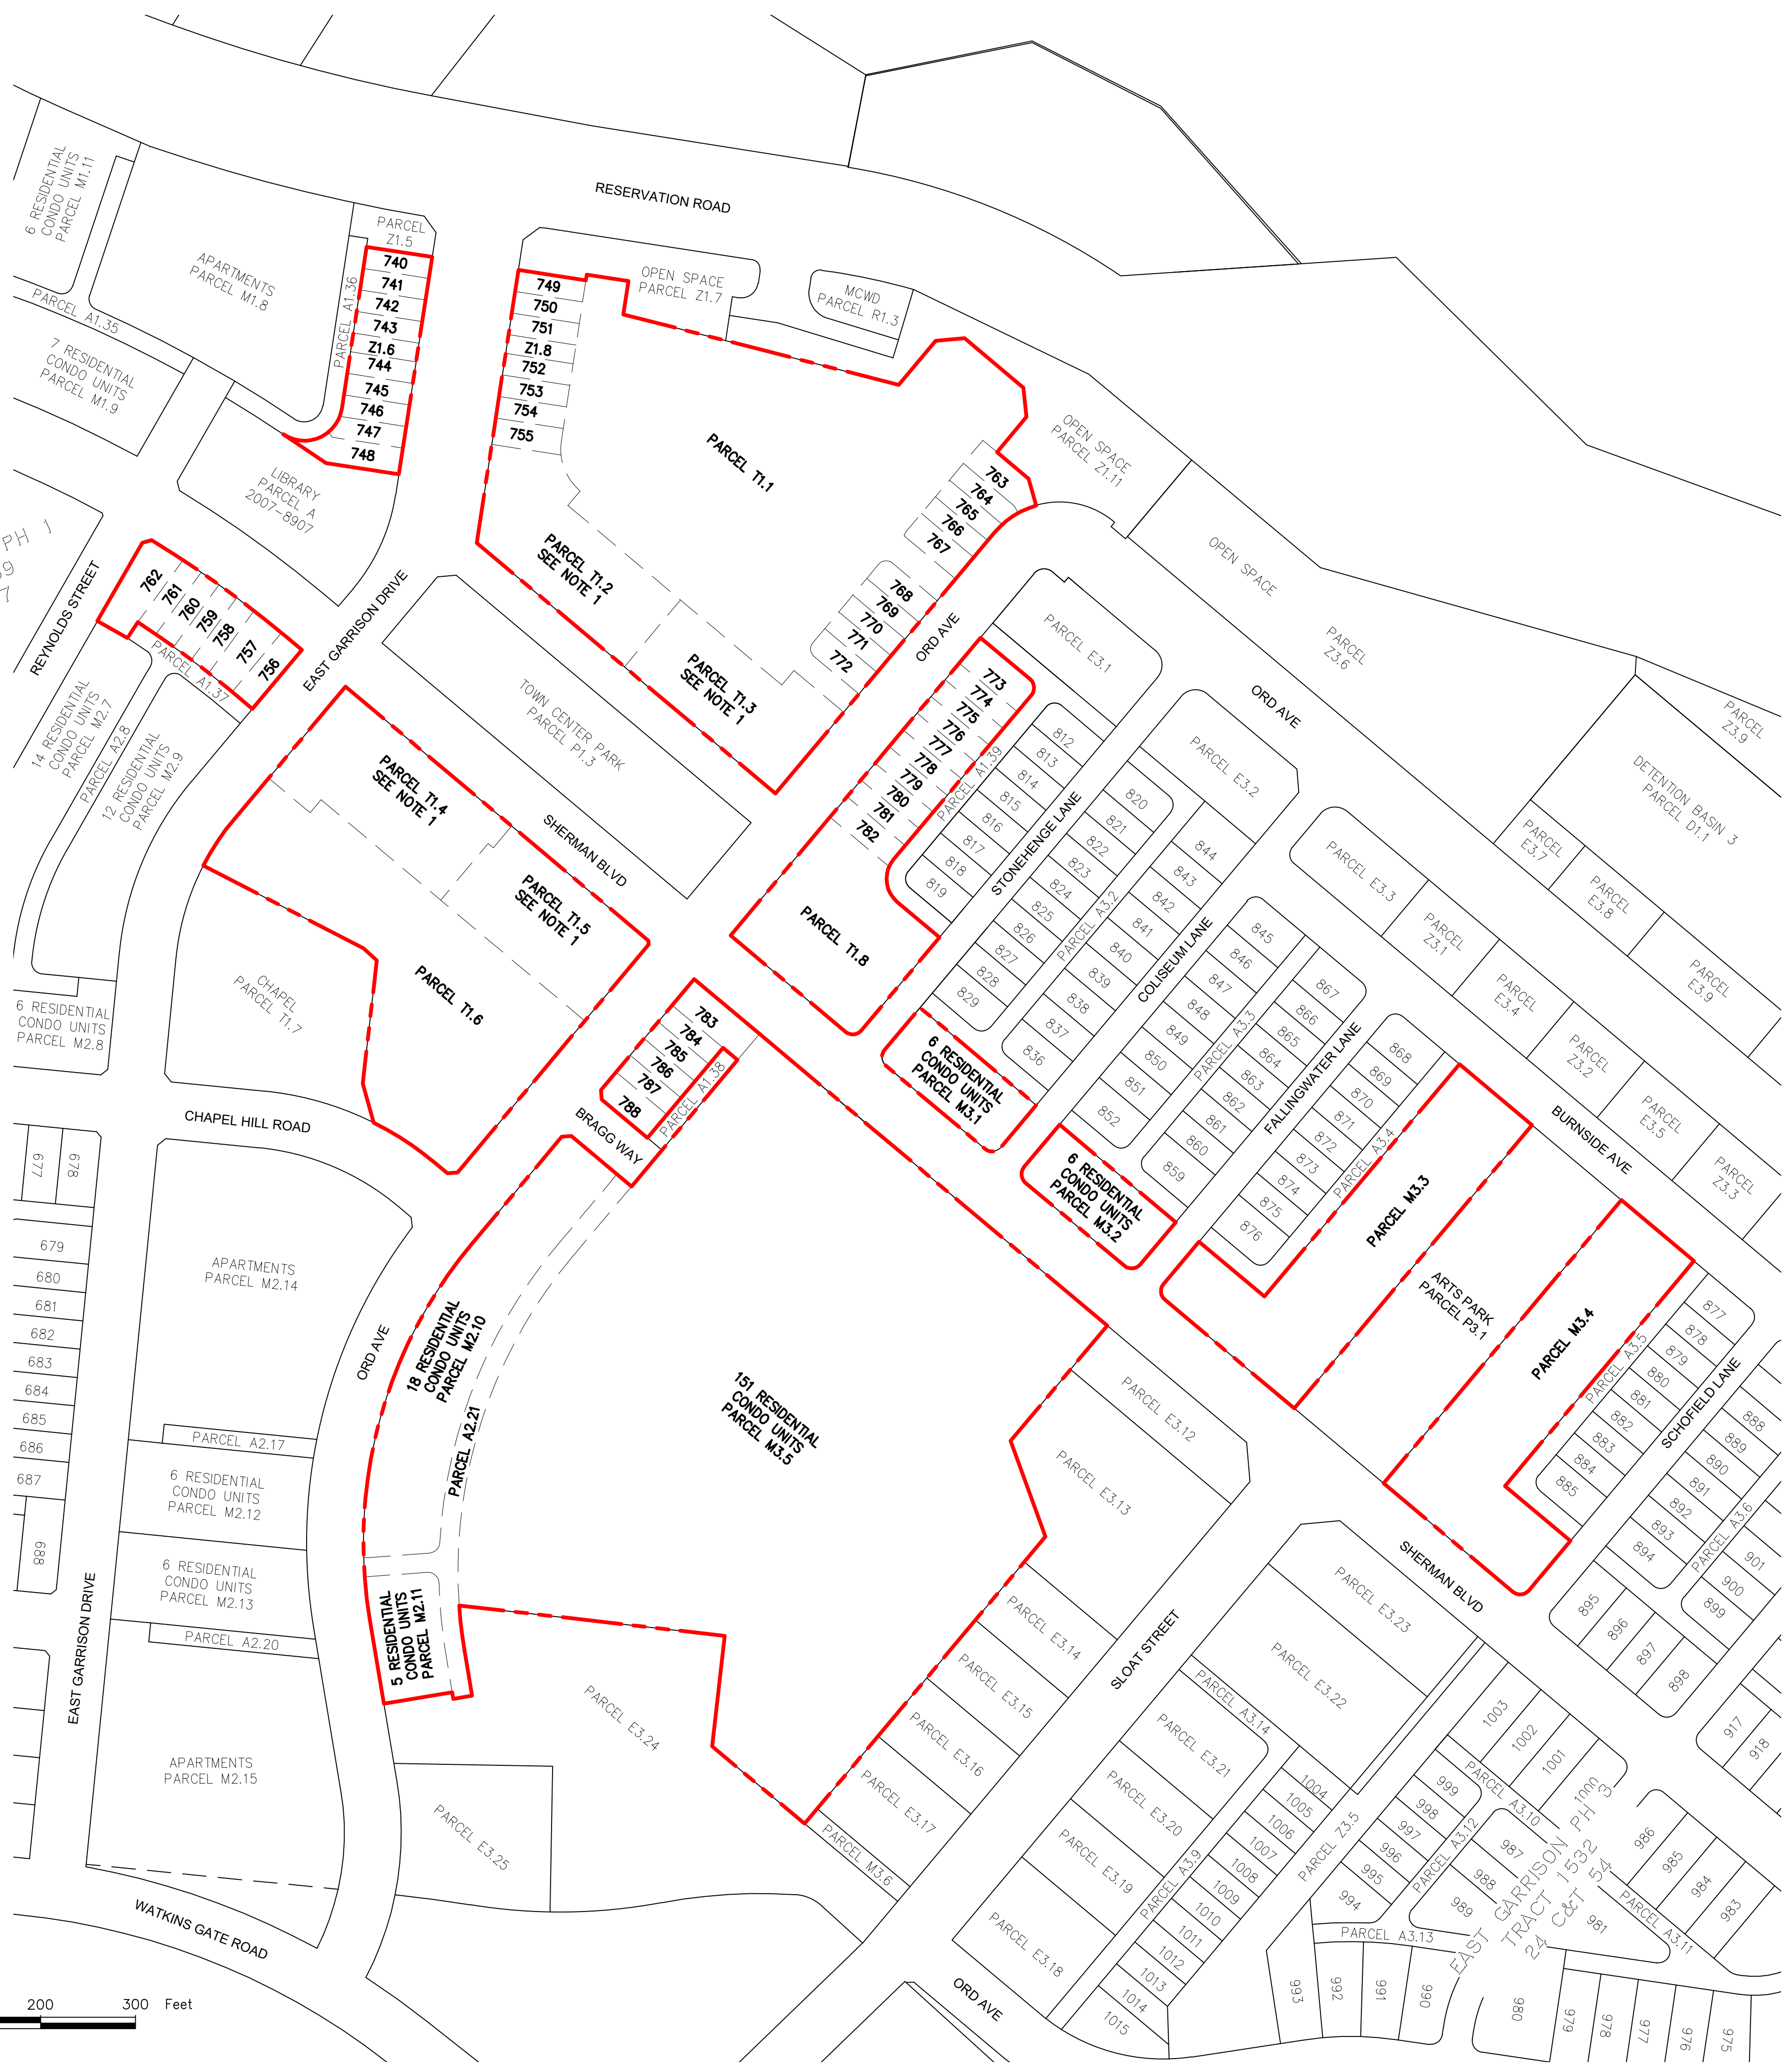 RESERVATION ROAD
6 RESIDENTIAL
CONDO UNITS
PARCEL M1.11
APARTMENTS
PARCEL M1.8
PARCEL A1.35
7 RESIDENTIAL
CONDO UNITS
PARCEL M1.9
PARCEL
Z1.5
PARCEL A1.36
740
741
742
743
Z1.6
744
745
746
747
748
LIBRARY
PARCEL A
2007-8907
749
750
751
Z1.8
752
753
754
755
OPEN SPACE
PARCEL Z1.7
MCWD
PARCEL R1.3
PARCEL T1.1
OPEN SPACE
PARCEL Z1.11
PARCEL T1.2
SEE NOTE 1
PARCEL T1.3
SEE NOTE 1
763
764
765
766
767
768
769
770
771
772
ORD AVE
OPEN SPACE
PARCEL
Z3.6
PARCEL
Z3.9
DETENTION BASIN 3
PARCEL D1.1
PH 1
9
7
REYNOLDS STREET
762
761
760
759
758
757
756
PARCEL A1.37
EAST GARRISON DRIVE
14 RESIDENTIAL
CONDO UNITS
PARCEL M2.7
PARCEL A2.8
12 RESIDENTIAL
CONDO UNITS
PARCEL M2.9
6 RESIDENTIAL
CONDO UNITS
PARCEL M2.8
TOWN CENTER PARK
PARCEL P1.3
SHERMAN BLVD
PARCEL T1.4
SEE NOTE 1
PARCEL T1.5
SEE NOTE 1
PARCEL T1.6
CHAPEL
PARCEL T1.7
CHAPEL HILL ROAD
PARCEL E3.1
773
774
775
776
777
778
779
780
781
782
PARCEL A1.39
PARCEL T1.8
812
813
814
815
816
817
818
819
STONEHENGE LANE
PARCEL E3.2
ORD AVE
820
821
822
823
824
825
826
827
828
829
PARCEL A3.2
844
843
842
841
840
839
838
837
836
COLISEUM LANE
845
846
847
848
849
850
851
852
PARCEL A3.3
867
866
865
864
863
862
861
860
859
FALLINGWATER LANE
868
869
870
871
872
873
874
875
876
PARCEL A3.4
PARCEL E3.3
PARCEL
Z3.1
PARCEL
E3.4
PARCEL
Z3.2
PARCEL
E3.5
PARCEL
Z3.3
PARCEL
E3.7
PARCEL
E3.8
PARCEL
E3.9
BURNSIDE AVE
783
784
785
786
787
788
PARCEL A1.38
BRAGG WAY
6 RESIDENTIAL
CONDO UNITS
PARCEL M3.1
6 RESIDENTIAL
CONDO UNITS
PARCEL M3.2
PARCEL M3.3
ARTS PARK
PARCEL P3.1
PARCEL M3.4
PARCEL A3.5
877
878
879
880
881
882
883
884
885
SCHOFIELD LANE
888
889
890
891
892
893
894
PARCEL A3.6
901
900
899
895
896
897
898
917
918
677
678
679
680
681
682
683
684
685
686
687
688
EAST GARRISON DRIVE
APARTMENTS
PARCEL M2.14
PARCEL A2.17
6 RESIDENTIAL
CONDO UNITS
PARCEL M2.12
6 RESIDENTIAL
CONDO UNITS
PARCEL M2.13
PARCEL A2.20
APARTMENTS
PARCEL M2.15
ORD AVE
18 RESIDENTIAL
CONDO UNITS
PARCEL M2.10
PARCEL A2.21
5 RESIDENTIAL
CONDO UNITS
PARCEL M2.11
151 RESIDENTIAL
CONDO UNITS
PARCEL M3.5
PARCEL E3.12
PARCEL E3.13
PARCEL E3.14
PARCEL E3.15
PARCEL E3.16
PARCEL E3.17
PARCEL M3.6
PARCEL E3.24
PARCEL E3.25
SLOAT STREET
SHERMAN BLVD
PARCEL E3.23
PARCEL E3.22
PARCEL A3.14
PARCEL E3.21
PARCEL E3.20
PARCEL E3.19
PARCEL E3.18
PARCEL A3.9
1004
1005
1006
1007
1008
1009
1010
1011
1012
1013
1014
1015
PARCEL Z3.5
1003
1002
1001
1000
PARCEL A3.10
999
998
997
996
995
994
PARCEL A3.12
987
988
989
PARCEL A3.13
993
992
991
990
EAST GARRISON PH 3
TRACT 1532
24 C&T 54
986
985
984
983
981
PARCEL A3.11
980
979
978
977
976
975
ORD AVE
WATKINS GATE ROAD
200 300 Feet